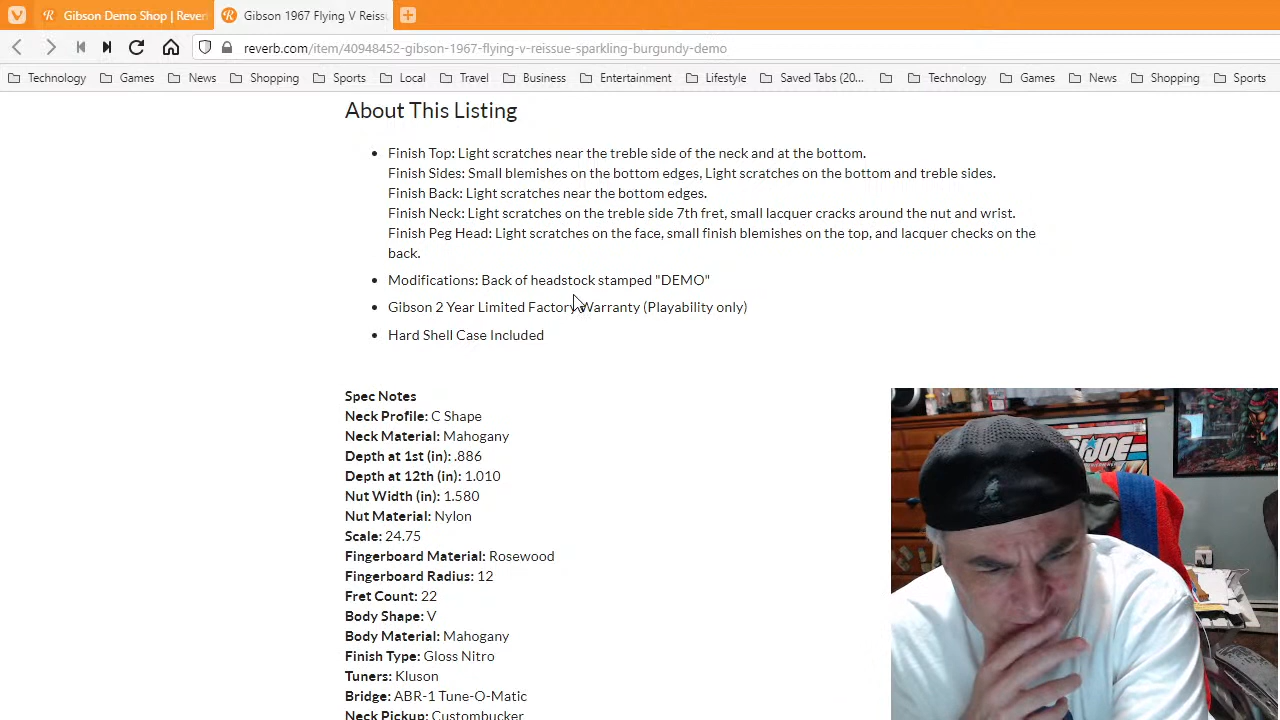 Gibson Demo Shop | Rever
Gibson 1967 Flying V Reiss
reverb.com/item/40948452-gibson-1967-flying-v-reissue-sparkling-burgundy-demo
Technology Games News Shopping Sports Local Travel Business Entertainment Lifestyle Saved Tabs (20... Technology Games News Shopping Sports
About This Listing
• Finish Top: Light scratches near the treble side of the neck and at the bottom.
Finish Sides: Small blemishes on the bottom edges, Light scratches on the bottom and treble sides.
Finish Back: Light scratches near the bottom edges.
Finish Neck: Light scratches on the treble side 7th fret, small lacquer cracks around the nut and wrist.
Finish Peg Head: Light scratches on the face, small finish blemishes on the top, and lacquer checks on the
back.
• Modifications: Back of headstock stamped "DEMO"
• Gibson 2 Year Limited Factory Warranty (Playability only)
• Hard Shell Case Included
Spec Notes
Neck Profile: C Shape
Neck Material: Mahogany
Depth at 1st (in): .886
Depth at 12th (in): 1.010
Nut Width (in): 1.580
Nut Material: Nylon
Scale: 24.75
Fingerboard Material: Rosewood
Fingerboard Radius: 12
Fret Count: 22
Body Shape: V
Body Material: Mahogany
Finish Type: Gloss Nitro
Tuners: Kluson
Bridge: ABR-1 Tune-O-Matic
Neck Pickup: Custombucker
GI JOE